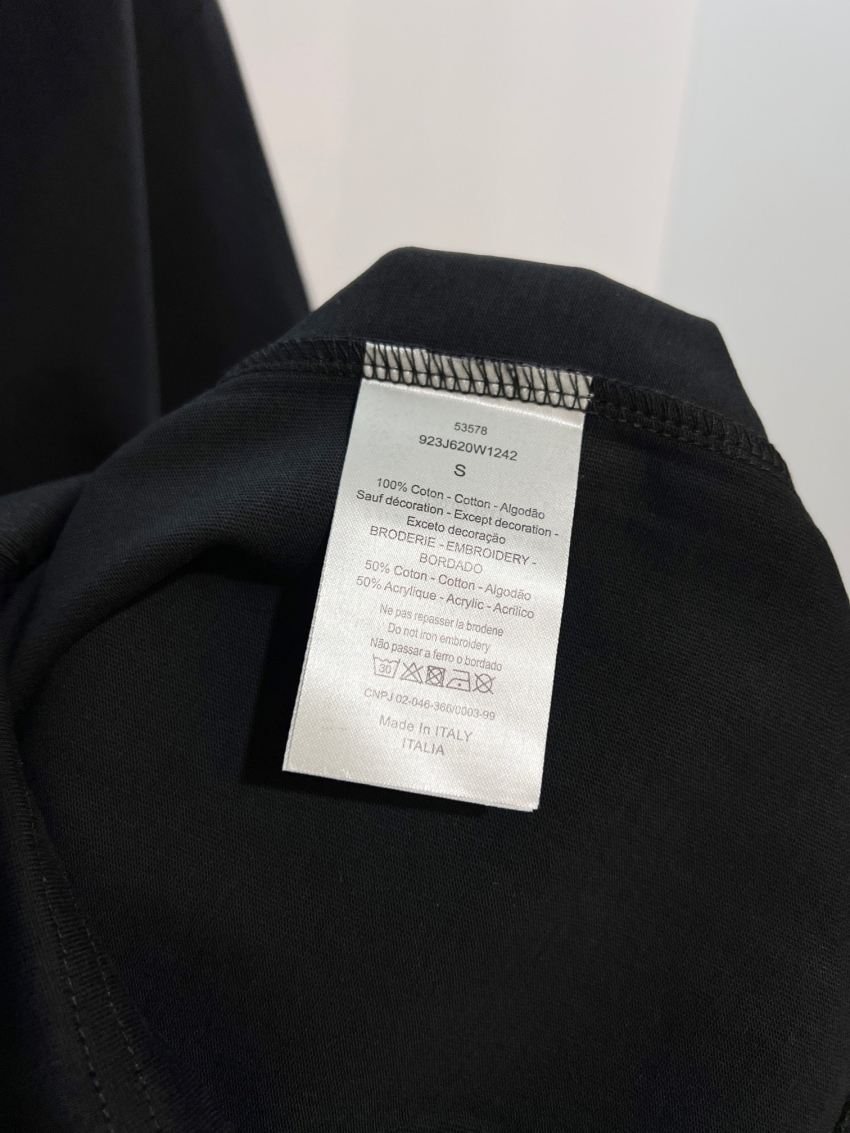 53578
923J620W1242
S
100% Coton - Cotton - Algodão
Sauf décoration - Except decoration -
Exceto decoração
BRODERIE - EMBROIDERY -
BORDADO
50% Coton - Cotton - Algodão
50% Acrylique - Acrylic - Acrilico
Ne pas repasser la broderie
Do not iron embroidery
Não passar a ferro o bordado
30
CNPJ 02-046-366/0003-99
Made In ITALY
ITALIA